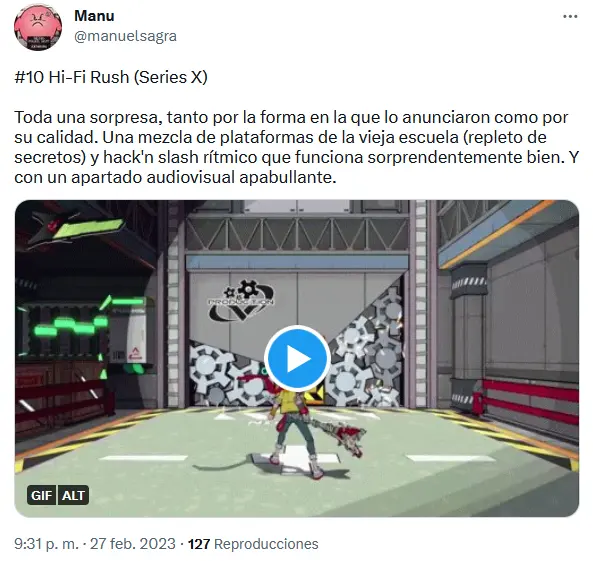 Manu
@manuelsagra
#10 Hi-Fi Rush (Series X)
Toda una sorpresa, tanto por la forma en la que lo anunciaron como por
su calidad. Una mezcla de plataformas de la vieja escuela (repleto de
secretos) y hack'n slash rítmico que funciona sorprendentemente bien. Y
con un apartado audiovisual apabullante.
PRODUCTION
GIF ALT
9:31 p. m. · 27 feb. 2023 · 127 Reproducciones